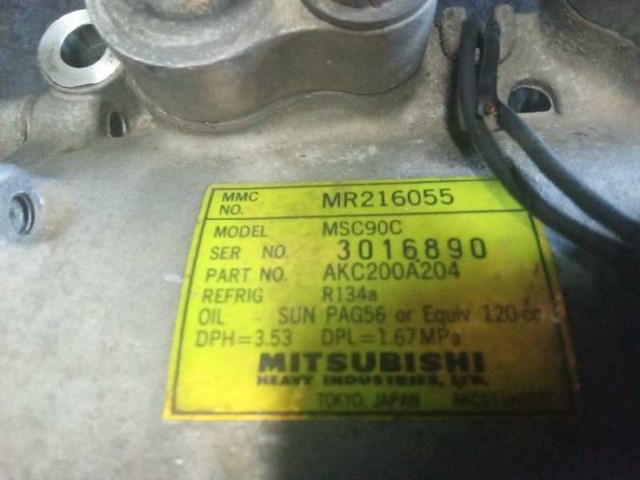 MMC NO. MR216055
MODEL MSC90C
SER NO. 3016890
PART NO. AKC200A204
REFRIG R134a
OIL SUN PAG56 or Equiv 120 cc
DPH=3.53 DPL=1.67MPa
MITSUBISHI
HEAVY INDUSTRIES, LTD.
TOKYO, JAPAN